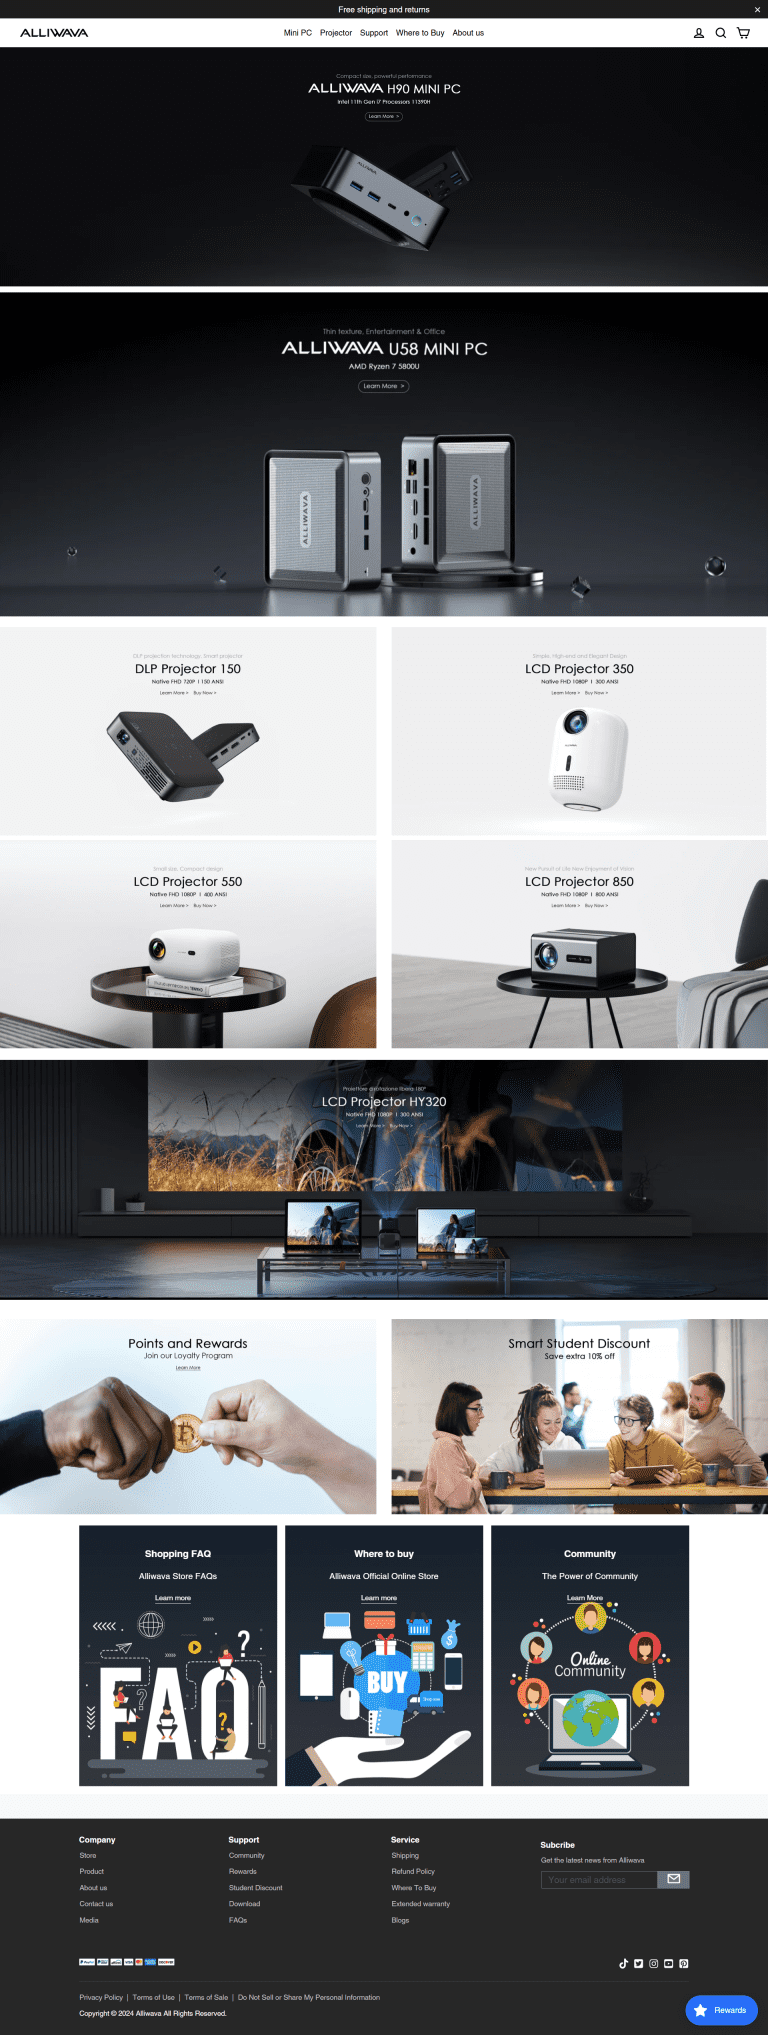 Free shipping and returns
ALLIWAVA
Mini PC Projector Support Where to Buy About us
Compact size, powerful performance
ALLIWAVA H90 MINI PC
Intel 11th Gen i7 Processors 11390H
Learn More >
ALLIWAVA
Thin texture, Entertainment & Office
ALLIWAVA U58 MINI PC
AMD Ryzen 7 5800U
Learn More >
ALLIWAVA
ALLIWAVA
DLP projection technology, Smart projector
DLP Projector 150
Native FHD 720P I 150 ANSI
Learn More > Buy Now >
Simple, High-end and Elegant Design
LCD Projector 350
Native FHD 1080P I 300 ANSI
Learn More > Buy Now >
Small size, Compact design
LCD Projector 550
Native FHD 1080P I 400 ANSI
Learn More > Buy Now >
New Pursuit of Life New Enjoyment of Vision
LCD Projector 850
Native FHD 1080P I 800 ANSI
Learn More > Buy Now >
Proiettore a rotazione libera 180°
LCD Projector HY320
Native FHD 1080P I 300 ANSI
Learn More > Buy Now >
Points and Rewards
Join our Loyalty Program
Learn More
Smart Student Discount
Save extra 10% off
Shopping FAQ
Alliwava Store FAQs
Learn more
FAQ
Where to buy
Alliwava Official Online Store
Learn more
BUY
Community
The Power of Community
Learn More
Online
Community
Company
Store
Product
About us
Contact us
Media
Support
Community
Rewards
Student Discount
Download
FAQs
Service
Shipping
Refund Policy
Where To Buy
Extended warranty
Blogs
Subcribe
Get the latest news from Alliwava
Your email address
Privacy Policy | Terms of Use | Terms of Sale | Do Not Sell or Share My Personal Information
Copyright © 2024 Alliwava All Rights Reserved.
Rewards